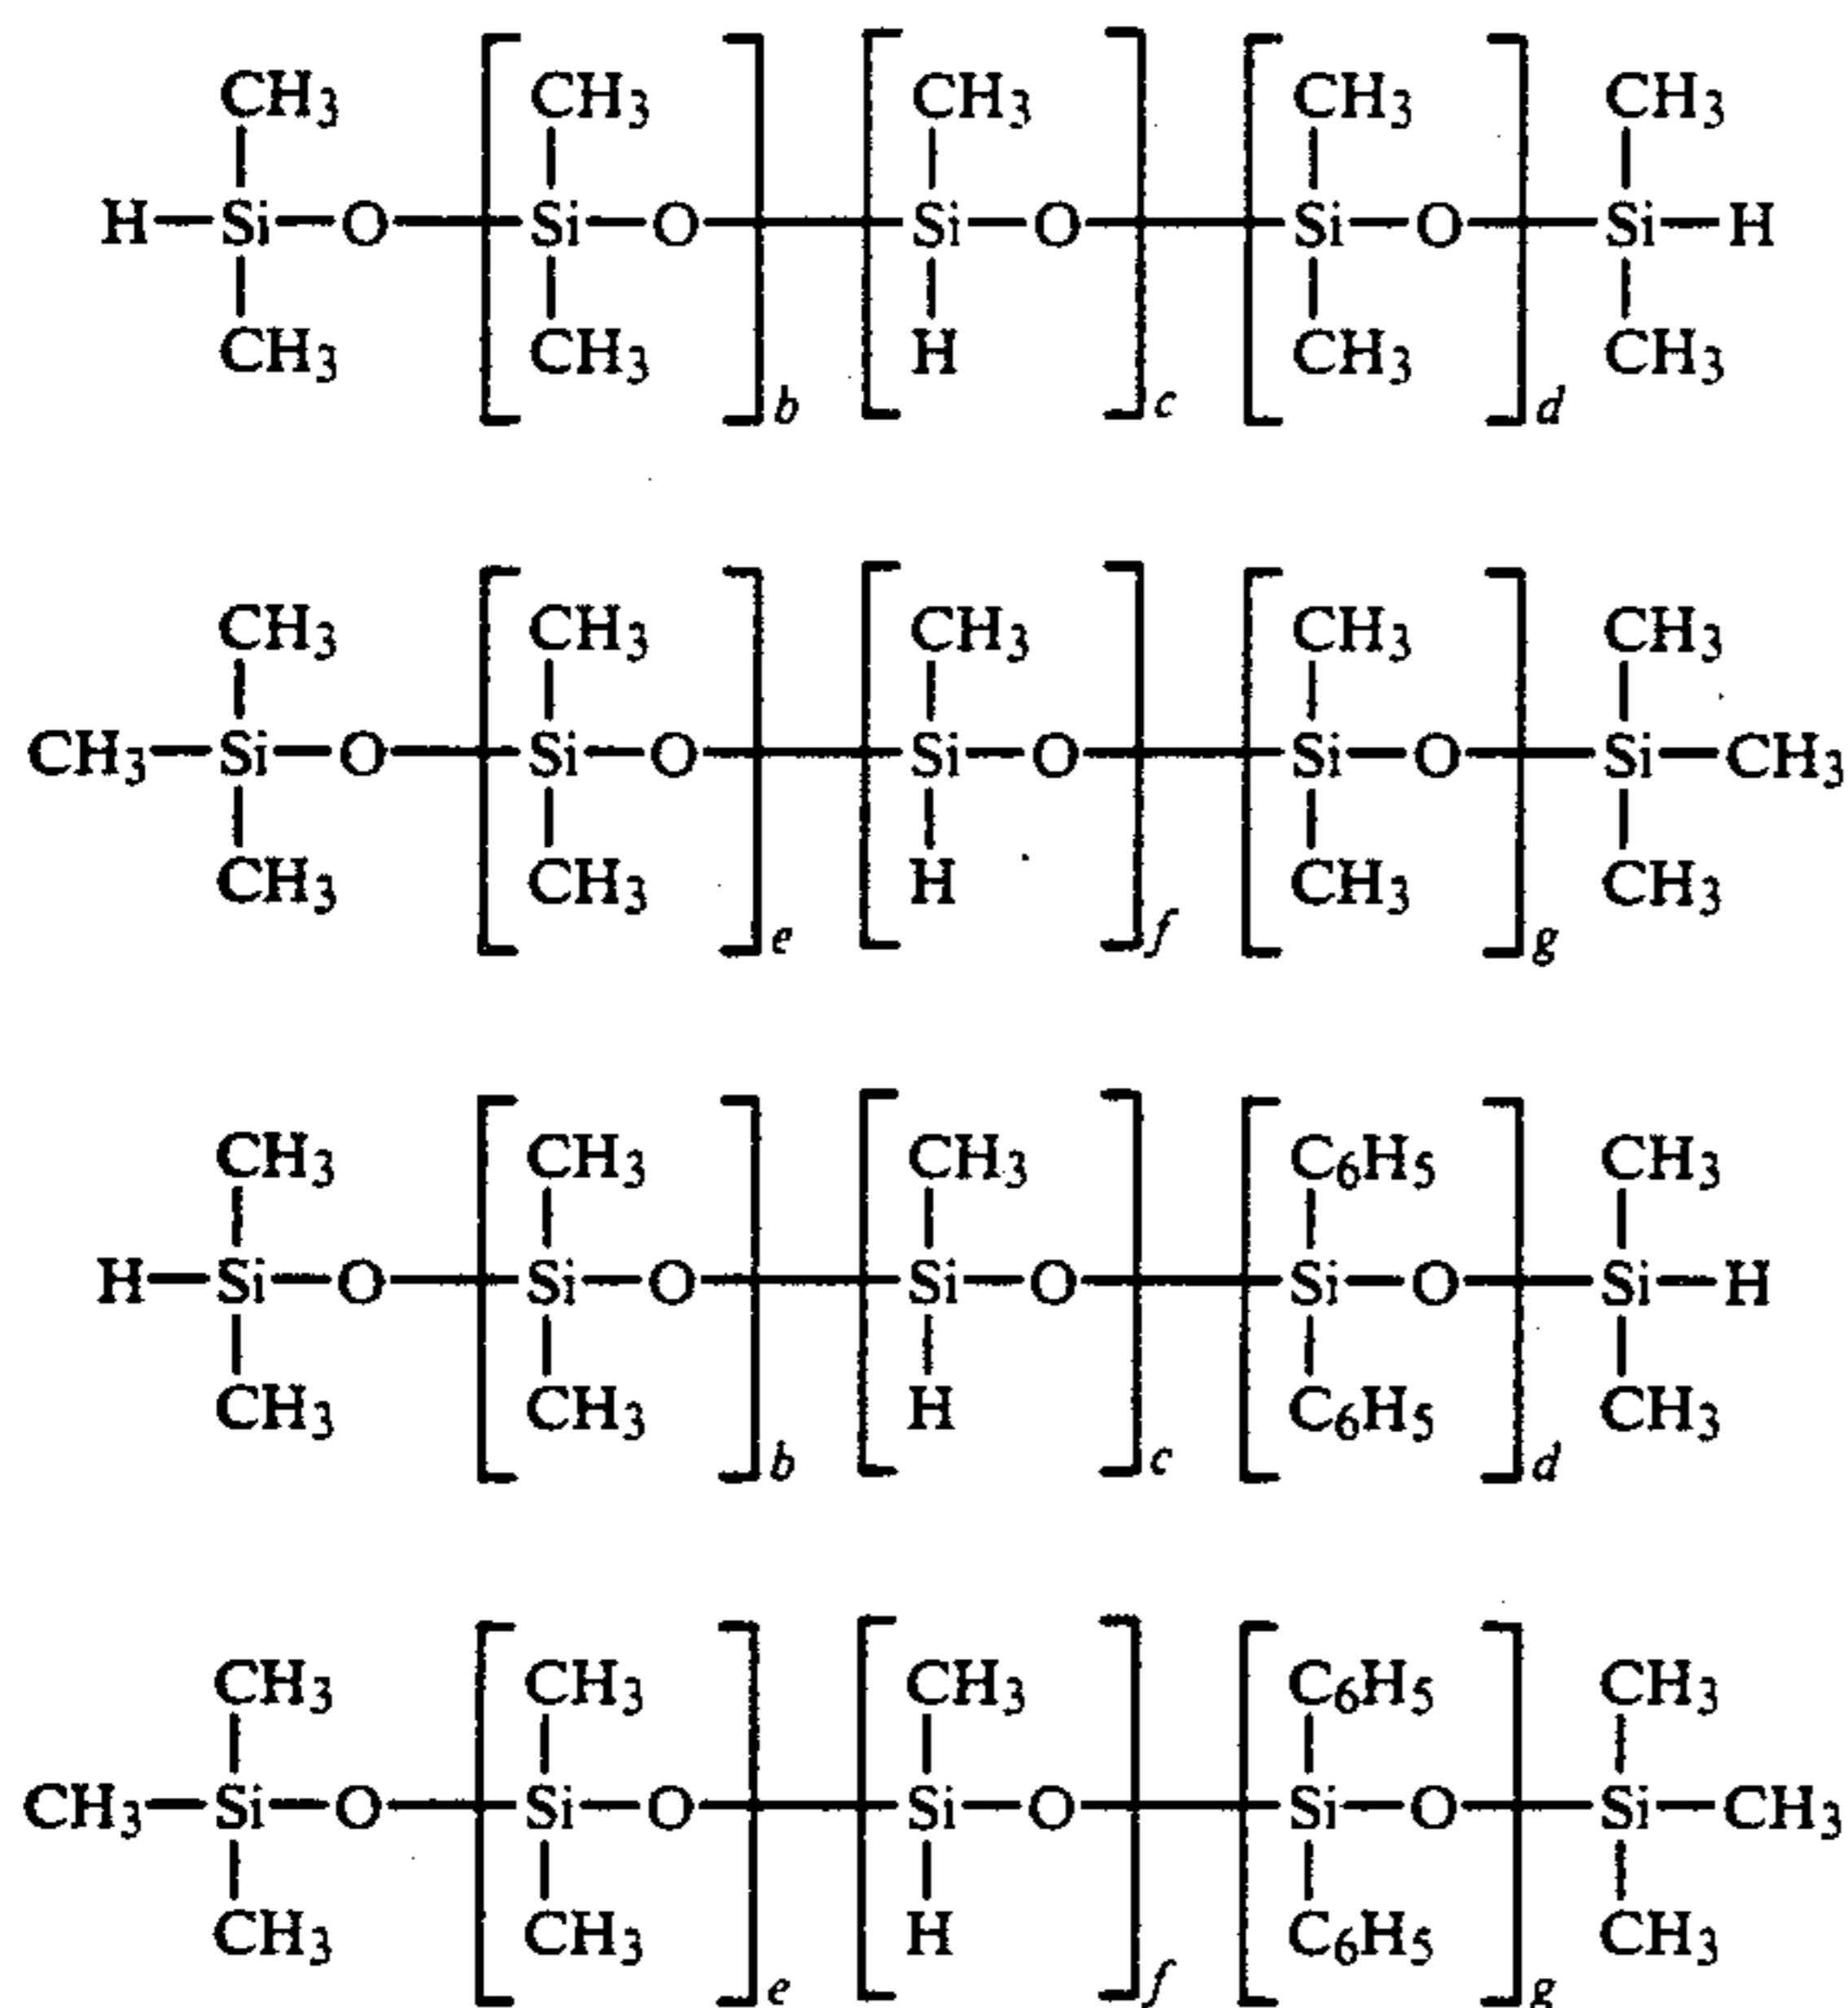 CH3 CH3 CH3 CH3 CH3
H—Si—O—[Si—O]—[Si—O]—[Si—O]—Si—H
CH3 CH3 H CH3 CH3
b c d
CH3 CH3 CH3 CH3 CH3
CH3—Si—O—[Si—O]—[Si—O]—[Si—O]—Si—CH3
CH3 CH3 H CH3 CH3
e f g
CH3 CH3 CH3 C6H5 CH3
H—Si—O—[Si—O]—[Si—O]—[Si—O]—Si—H
CH3 CH3 H C6H5 CH3
b c d
CH3 CH3 CH3 C6H5 CH3
CH3—Si—O—[Si—O]—[Si—O]—[Si—O]—Si—CH3
CH3 CH3 H C6H5 CH3
e f g